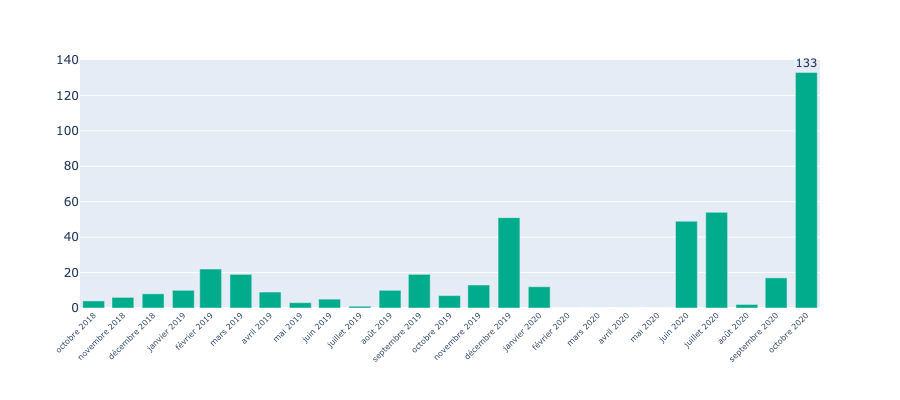 133
140
120
100
80
60
40
20
0
octobre 2018
novembre 2018
décembre 2018
janvier 2019
février 2019
mars 2019
avril 2019
mai 2019
juin 2019
juillet 2019
août 2019
septembre 2019
octobre 2019
novembre 2019
décembre 2019
janvier 2020
février 2020
mars 2020
avril 2020
mai 2020
juin 2020
juillet 2020
août 2020
septembre 2020
octobre 2020